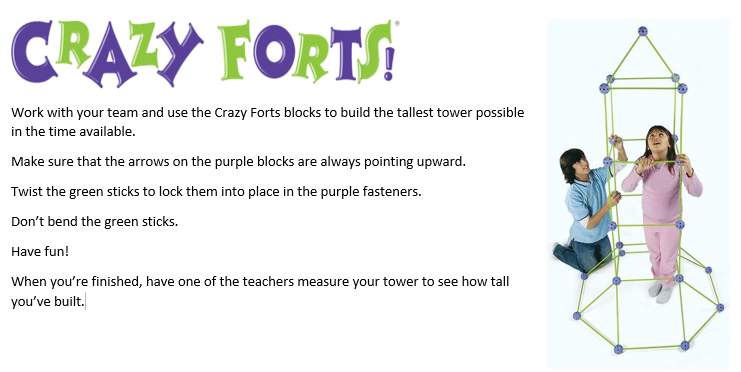 CRAZY FORTS!®
Work with your team and use the Crazy Forts blocks to build the tallest tower possible
in the time available.
Make sure that the arrows on the purple blocks are always pointing upward.
Twist the green sticks to lock them into place in the purple fasteners.
Don’t bend the green sticks.
Have fun!
When you’re finished, have one of the teachers measure your tower to see how tall
you’ve built.